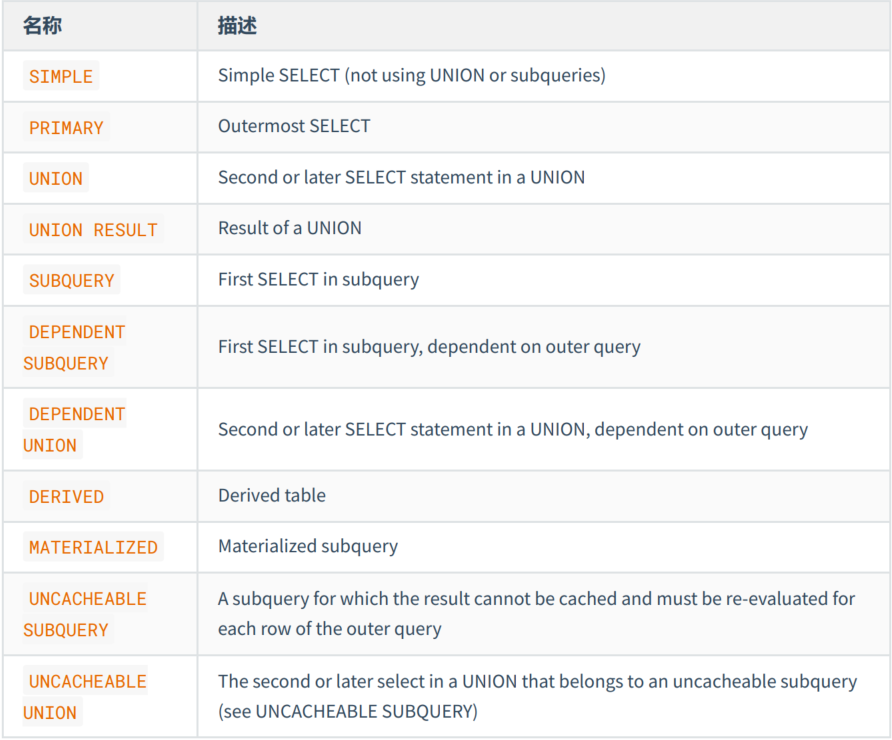 名称 描述
SIMPLE Simple SELECT (not using UNION or subqueries)
PRIMARY Outermost SELECT
UNION Second or later SELECT statement in a UNION
UNION RESULT Result of a UNION
SUBQUERY First SELECT in subquery
DEPENDENT
SUBQUERY
First SELECT in subquery, dependent on outer query
DEPENDENT
UNION
Second or later SELECT statement in a UNION, dependent on outer query
DERIVED Derived table
MATERIALIZED Materialized subquery
UNCACHEABLE
SUBQUERY
A subquery for which the result cannot be cached and must be re-evaluated for
each row of the outer query
UNCACHEABLE
UNION
The second or later select in a UNION that belongs to an uncacheable subquery
(see UNCACHEABLE SUBQUERY)